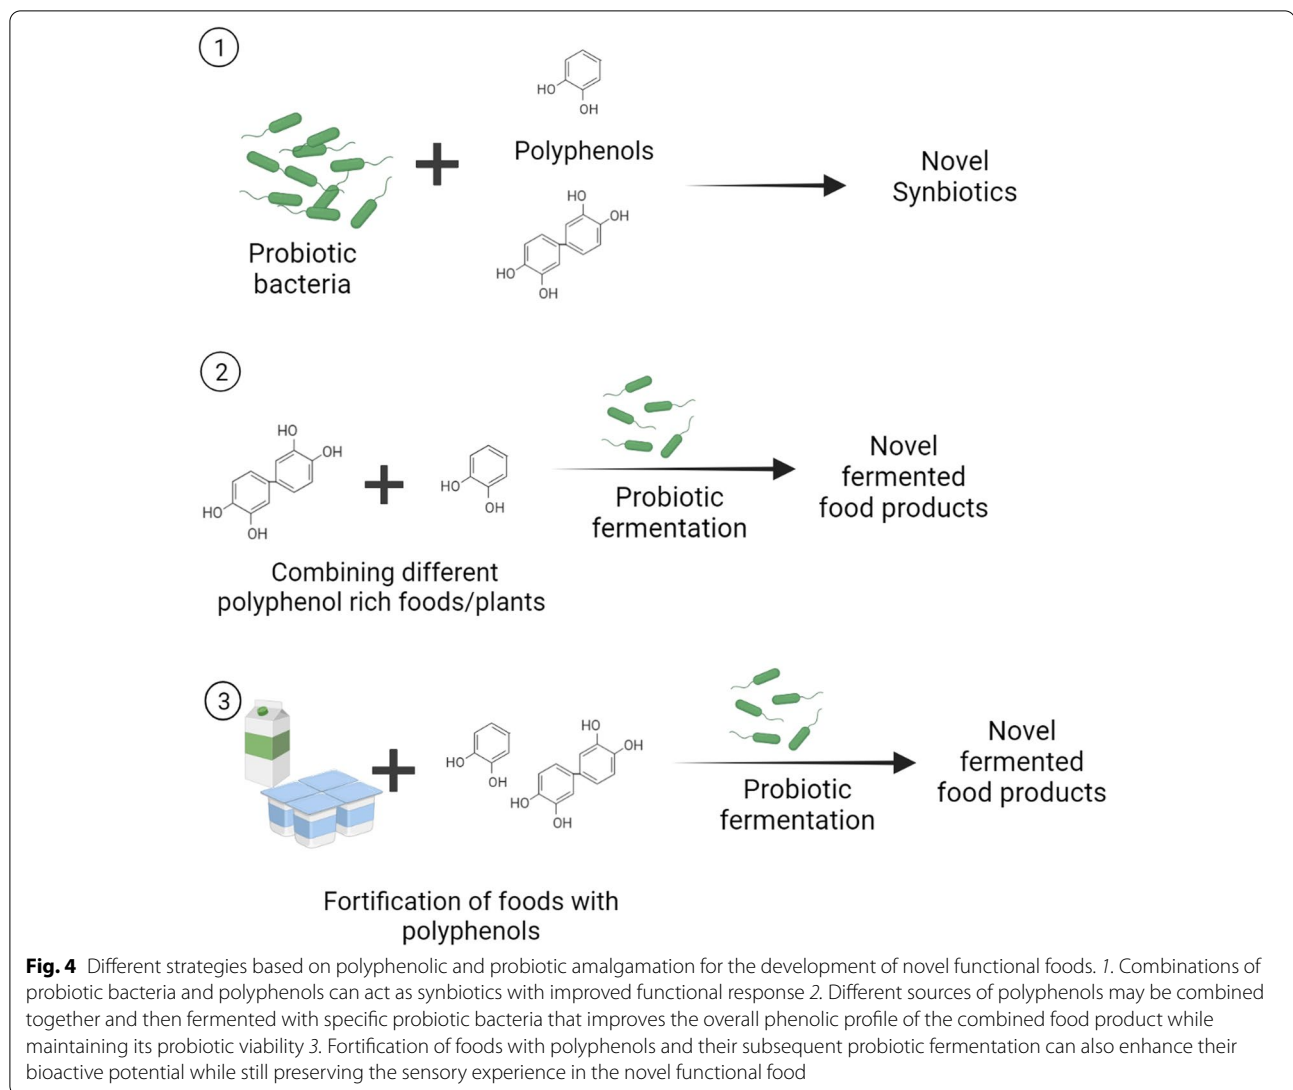 1
HO
OH
Polyphenols
Probiotic
bacteria
HO
OH
HO
OH
Novel
Synbiotics
2
HO
OH
HO
OH
HO
OH
Combining different
polyphenol rich foods/plants
Probiotic
fermentation
Novel
fermented
food products
3
HO
OH
HO
OH
HO
OH
Fortification of foods with
polyphenols
Probiotic
fermentation
Novel
fermented
food products
Fig. 4 Different strategies based on polyphenolic and probiotic amalgamation for the development of novel functional foods. 1. Combinations of
probiotic bacteria and polyphenols can act as synbiotics with improved functional response 2. Different sources of polyphenols may be combined
together and then fermented with specific probiotic bacteria that improves the overall phenolic profile of the combined food product while
maintaining its probiotic viability 3. Fortification of foods with polyphenols and their subsequent probiotic fermentation can also enhance their
bioactive potential while still preserving the sensory experience in the novel functional food